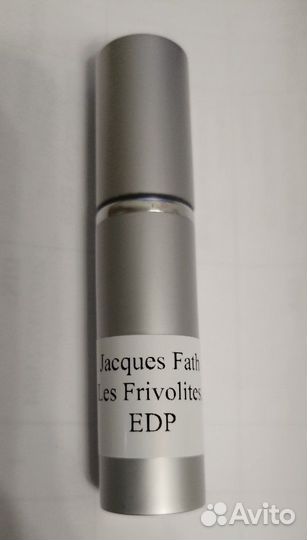 Jacques Fath
Les Frivolites
EDP
Avito